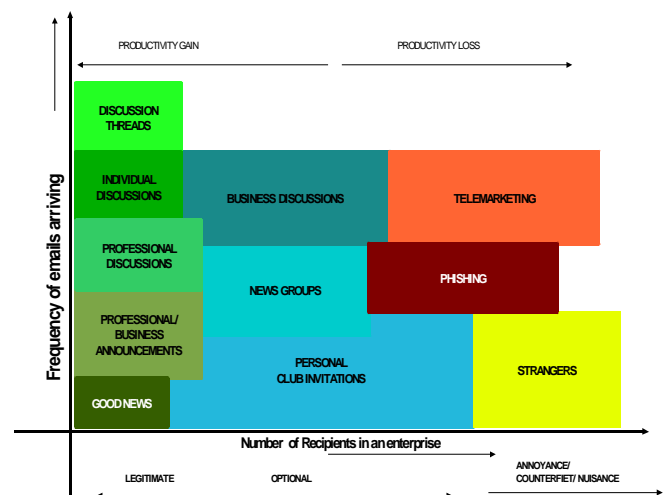 PRODUCTIVITY GAIN
PRODUCTIVITY LOSS
DISCUSSION
THREADS
INDIVIDUAL
DISCUSSIONS
BUSINESS DISCUSSIONS
TELEMARKETING
PROFESSIONAL
DISCUSSIONS
NEWS GROUPS
PHISHING
PROFESSIONAL/
BUSINESS
ANNOUNCEMENTS
PERSONAL
CLUB INVITATIONS
STRANGERS
GOOD NEWS
Frequency of emails arriving
Number of Recipients in an enterprise
LEGITIMATE
OPTIONAL
ANNOYANCE/
COUNTERFIET/ NUISANCE